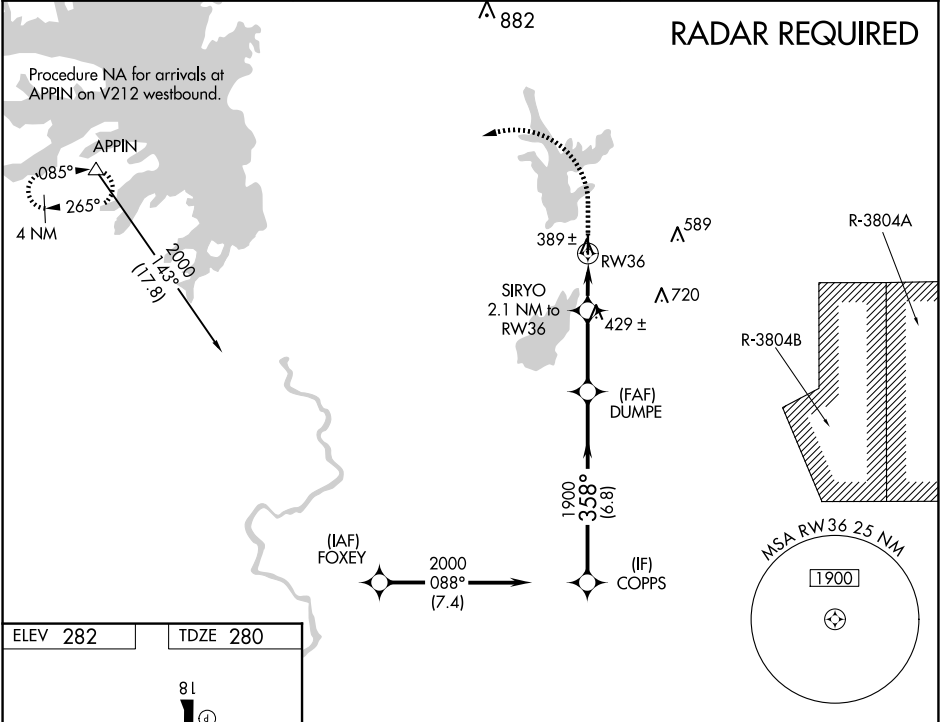 882
RADAR REQUIRED
Procedure NA for arrivals at
APPIN on V212 westbound.
APPIN
085°
265°
4 NM
2000
143°
(17.8)
389 ±
RW36
589
SIRYO
2.1 NM to
RW36
720
429 ±
R-3804A
R-3804B
(FAF)
DUMPE
1900
358°
(6.8)
(IAF)
FOXEY
2000
088°
(7.4)
(IF)
COPPS
MSA RW36 25 NM
1900
ELEV 282
TDZE 280
18
P